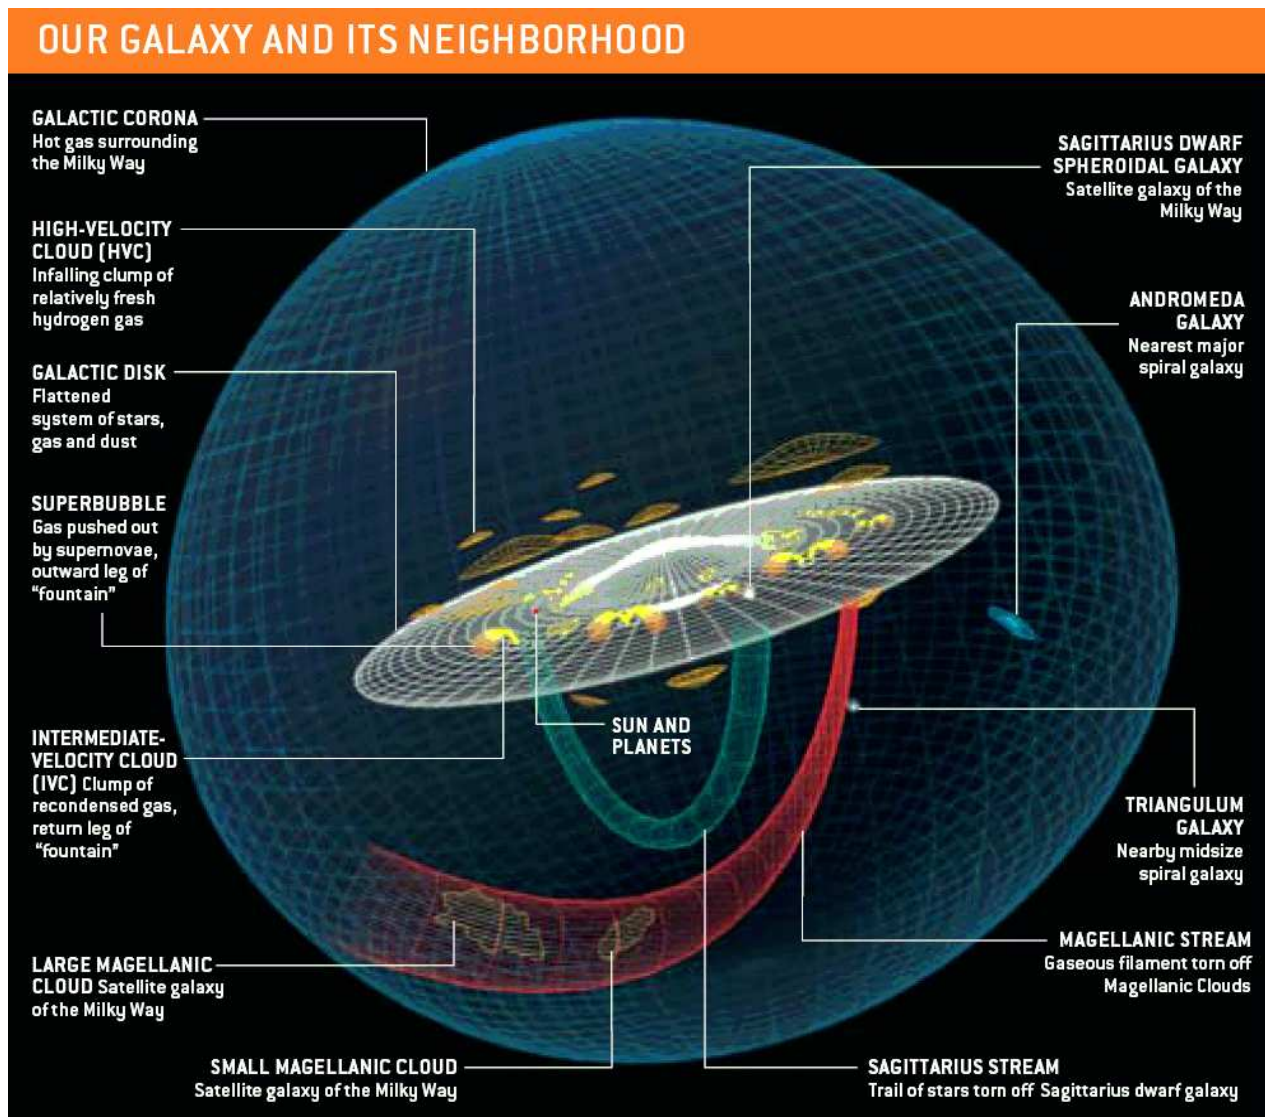 OUR GALAXY AND ITS NEIGHBORHOOD
GALACTIC CORONA
Hot gas surrounding
the Milky Way
HIGH-VELOCITY
CLOUD (HVC)
Infalling clump of
relatively fresh
hydrogen gas
GALACTIC DISK
Flattened
system of stars,
gas and dust
SUPERBUBBLE
Gas pushed out
by supernovae,
outward leg of
“fountain”
INTERMEDIATE-
VELOCITY CLOUD
(IVC) Clump of
recondensed gas,
return leg of
“fountain”
LARGE MAGELLANIC
CLOUD Satellite galaxy
of the Milky Way
SMALL MAGELLANIC CLOUD
Satellite galaxy of the Milky Way
SUN AND
PLANETS
SAGITTARIUS DWARF
SPHEROIDAL GALAXY
Satellite galaxy of the
Milky Way
ANDROMEDA
GALAXY
Nearest major
spiral galaxy
TRIANGULUM
GALAXY
Nearby midsize
spiral galaxy
MAGELLANIC STREAM
Gaseous filament torn off
Magellanic Clouds
SAGITTARIUS STREAM
Trail of stars torn off Sagittarius dwarf galaxy